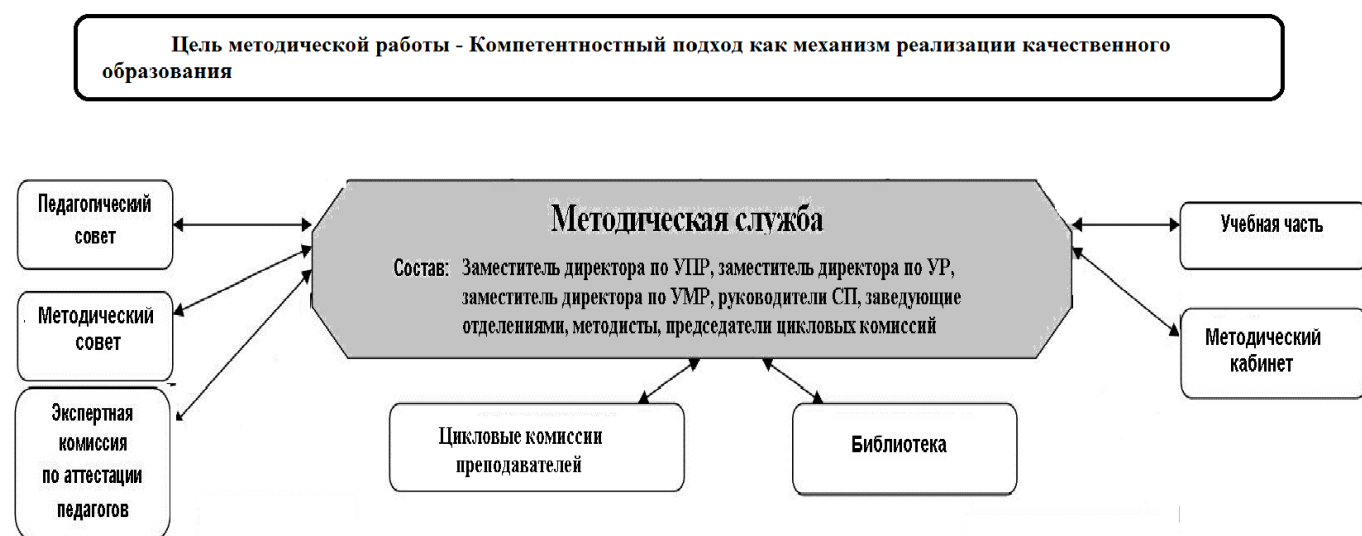 Цель методической работы - Компетентностный подход как механизм реализации качественного
образования
Педагогический
совет
Методический
совет
Экспертная
комиссия
по аттестации
педагогов
Методическая служба
Состав: Заместитель директора по УПР, заместитель директора по УР,
заместитель директора по УМР, руководители СП, заведующие
отделениями, методисты, председатели цикловых комиссий
Цикловые комиссии
преподавателей
Библиотека
Учебная часть
Методический
кабинет